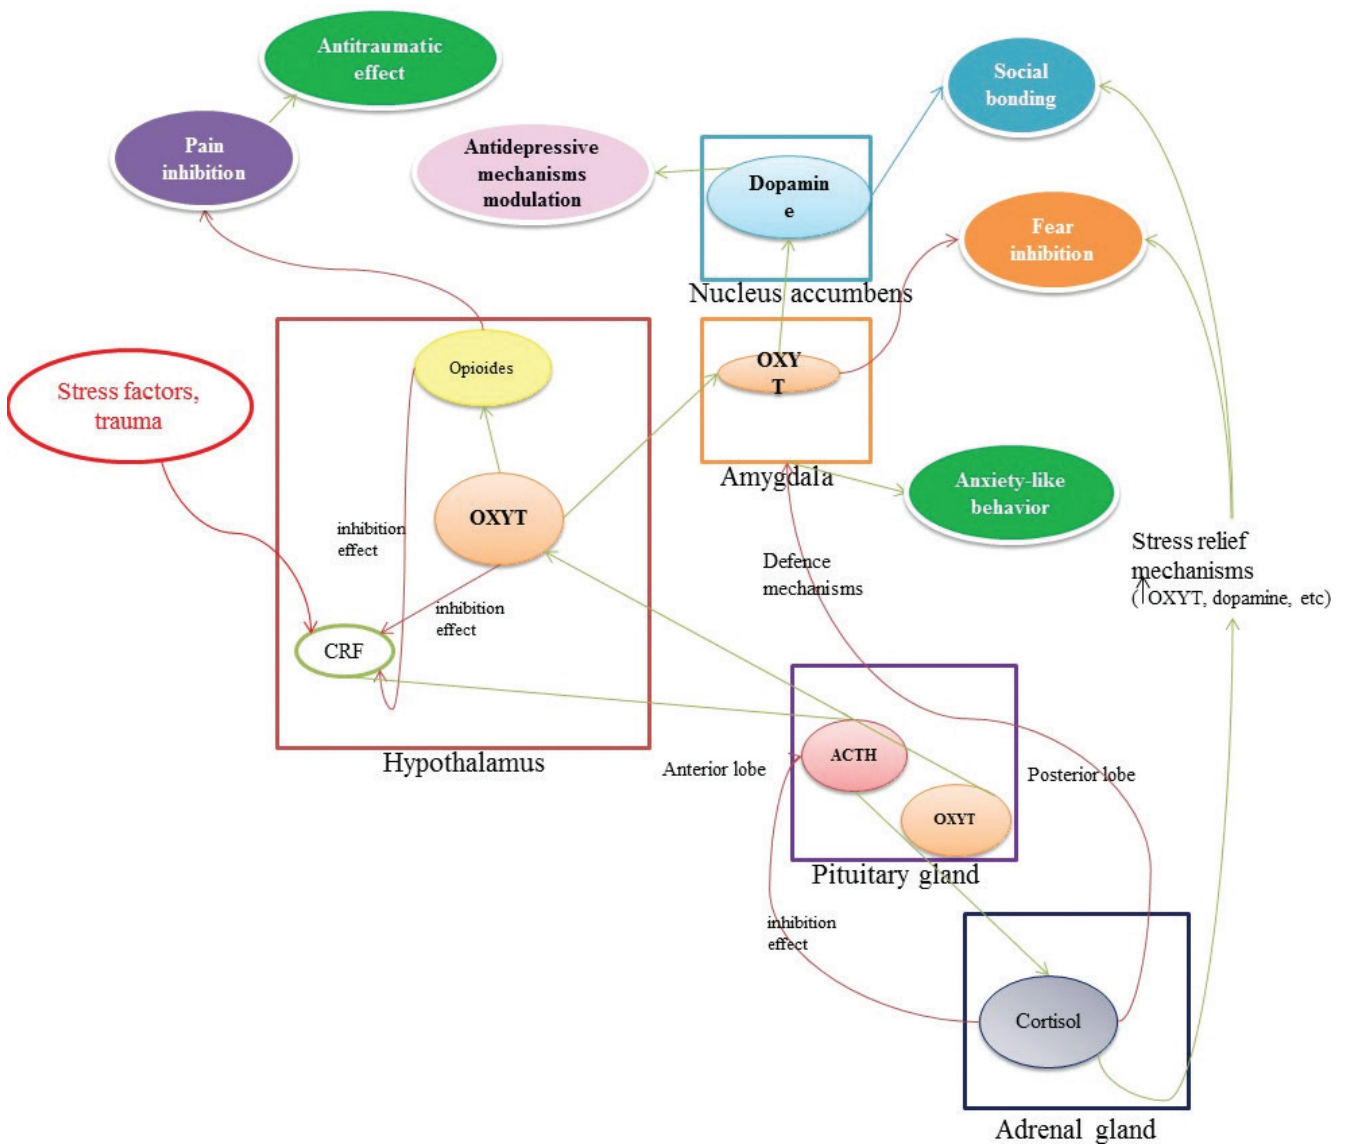 Antitraumatic
effect
Social
bonding
Pain
inhibition
Antidepressive
mechanisms
modulation
Dopamin
e
Fear
inhibition
Nucleus accumbens
Opioides
OXY
T
Stress factors,
trauma
Amygdala
Anxiety-like
behavior
OXYT
inhibition
effect
Defence
mechanisms
Stress relief
mechanisms
(↑OXYT, dopamine, etc)
inhibition
effect
CRF
Hypothalamus
Anterior lobe
ACTH
Posterior lobe
OXYT
Pituitary gland
inhibition
effect
Cortisol
Adrenal gland